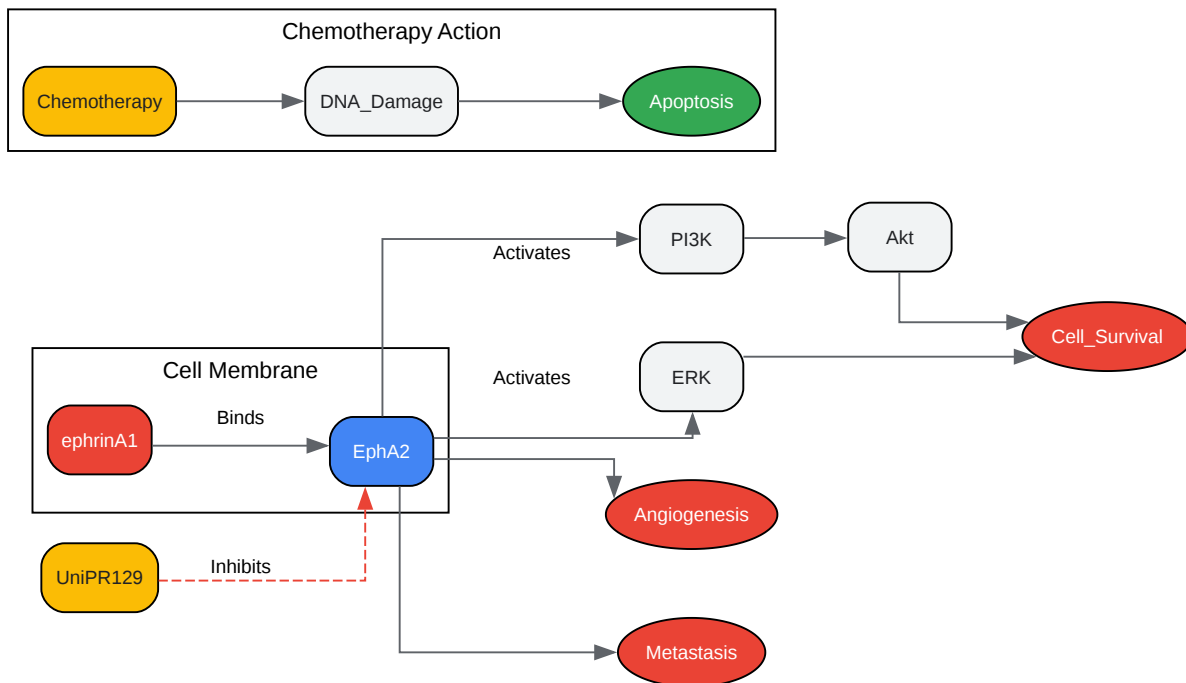 Chemotherapy Action
Chemotherapy
DNA_Damage
Apoptosis
PI3K
Akt
Activates
Cell_Survival
Cell Membrane
Activates
ERK
Binds
ephrinA1
EphA2
Angiogenesis
UniPR129
Inhibits
Metastasis